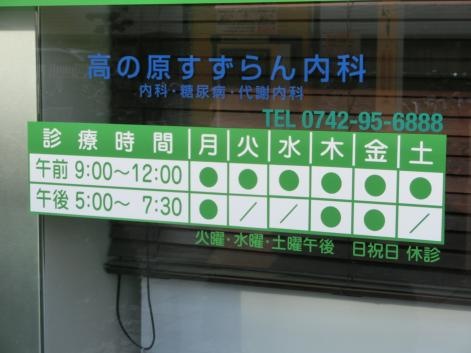 高の原すずらん内科
内科・糖尿病・代謝内科
TEL 0742-95-6888
診療時間 月 火 水 木 金 土
午前 9:00〜12:00 ● ● ● ● ● ●
午後 5:00〜 7:30 ● ／ ／ ● ● ／
火曜・水曜・土曜午後 日祝日 休診